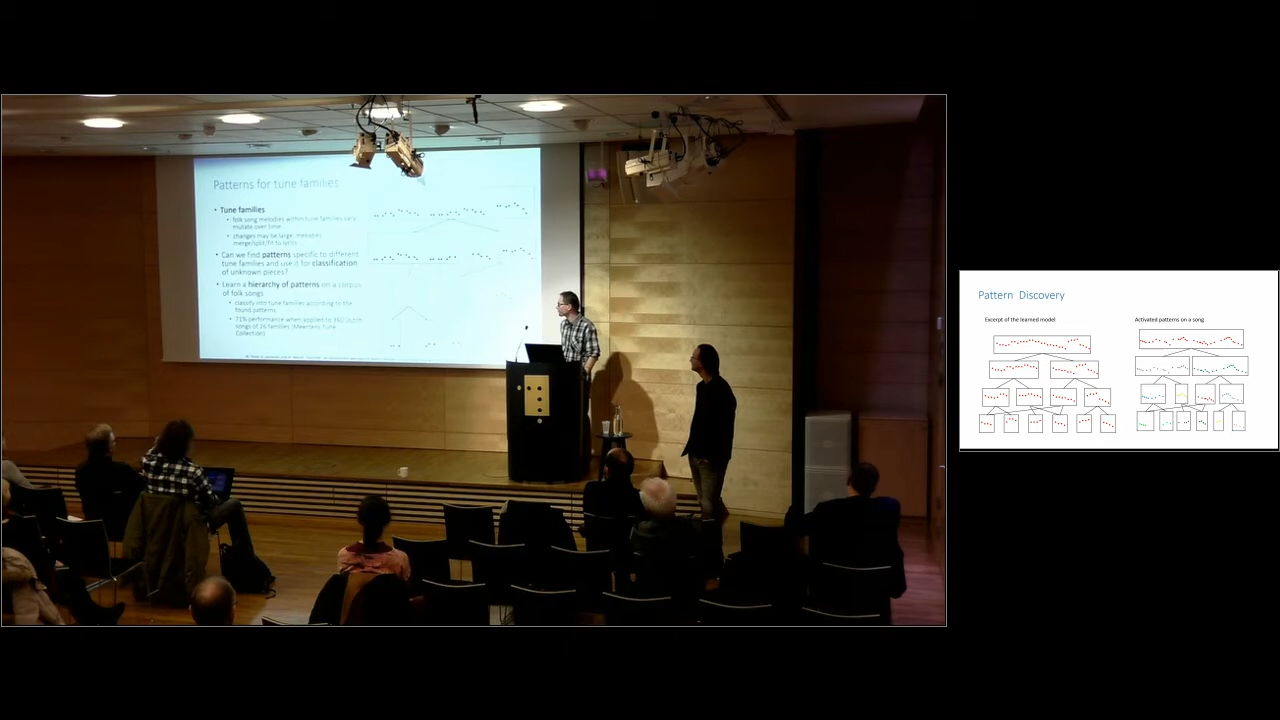 Patterns for tune families
• Tune families
• folk song melodies within tune families vary
mutate over time
• changes may be large, melodies
merge/split/fit to lyrics
• Can we find patterns specific to different
tune families and use it for classification
of unknown pieces?
• Learn a hierarchy of patterns on a corpus
of folk songs
• classify into tune families according to the
found patterns
• 71% performance when applied to 360 Dutch
songs of 26 families (Meertens Tune
Collection)
Pattern Discovery
Excerpt of the learned model
Activated patterns on a song